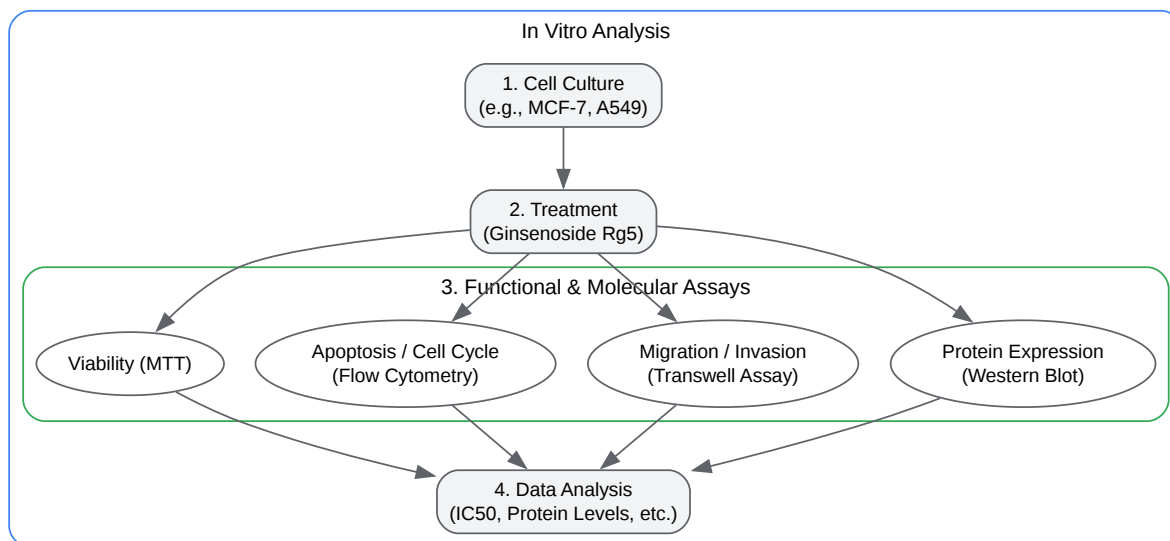 In Vitro Analysis
1. Cell Culture
(e.g., MCF-7, A549)
2. Treatment
(Ginsenoside Rg5)
3. Functional & Molecular Assays
Viability (MTT)
Apoptosis / Cell Cycle
(Flow Cytometry)
Migration / Invasion
(Transwell Assay)
Protein Expression
(Western Blot)
4. Data Analysis
(IC50, Protein Levels, etc.)